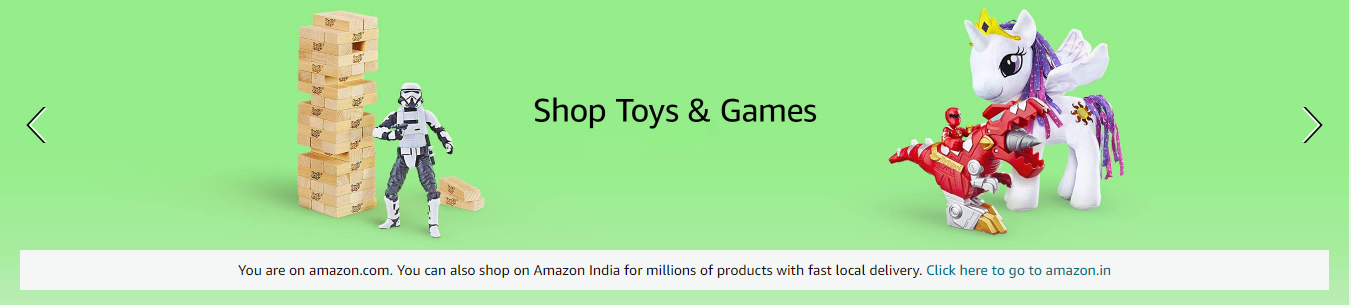 Shop Toys & Games
You are on amazon.com. You can also shop on Amazon India for millions of products with fast local delivery. Click here to go to amazon.in